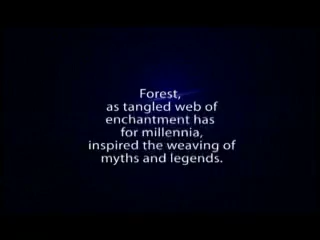 Forest,
as tangled web of
enchantment has
for millennia,
inspired the weaving of
myths and legends.